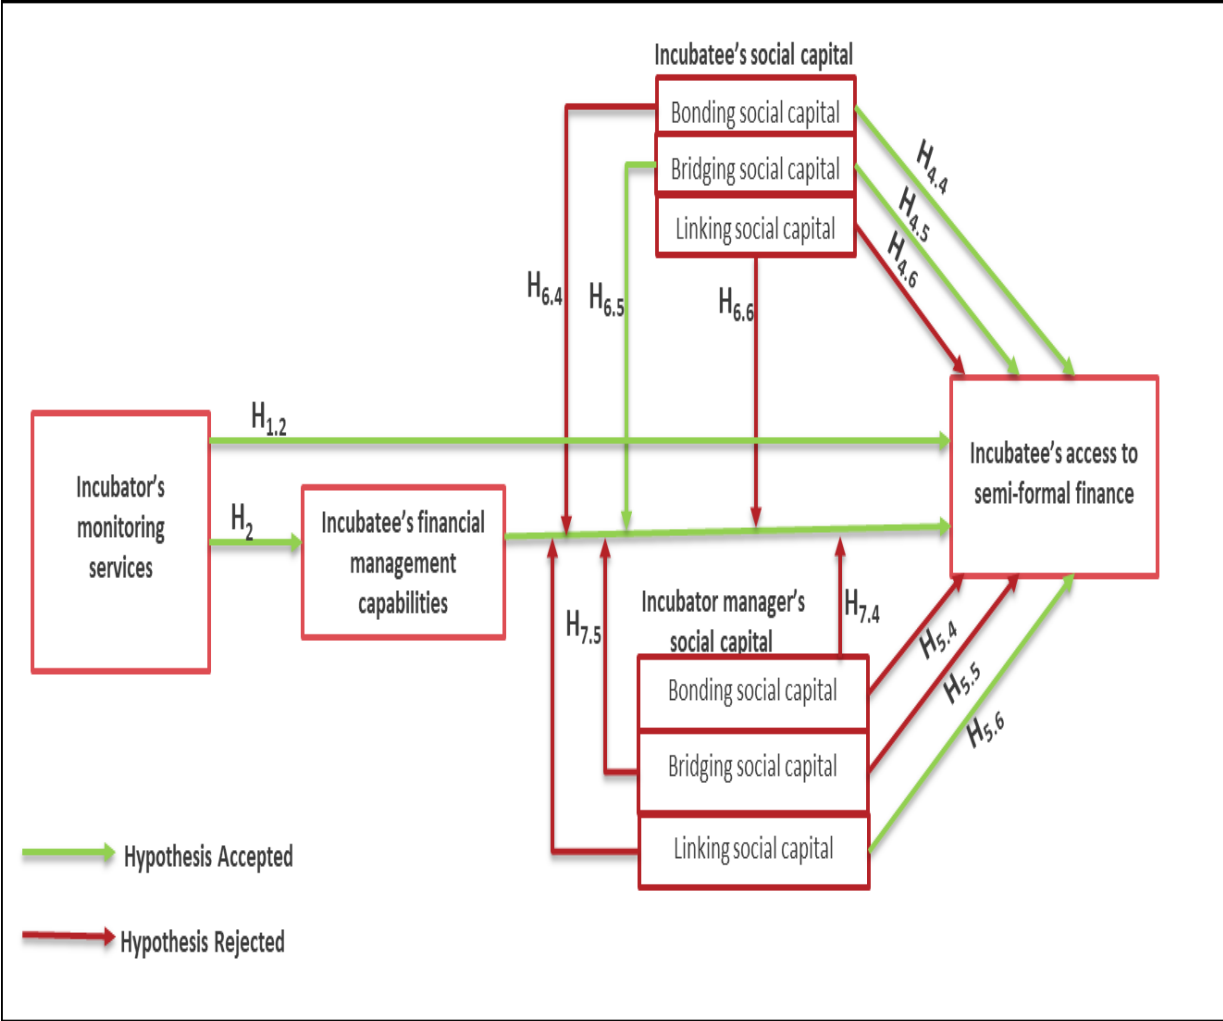 Incubatee's social capital
Bonding social capital
Bridging social capital
Linking social capital
H4.4
H4.5
H4.6
H6.4
H6.5
H6.6
H1.2
Incubator's
monitoring
services
H2
Incubatee's financial
management
capabilities
Incubatee's access to
semi-formal finance
Incubator manager's
social capital
H7.5
H7.4
Bonding social capital
Bridging social capital
Linking social capital
H5.4
H5.5
H5.6
Hypothesis Accepted
Hypothesis Rejected